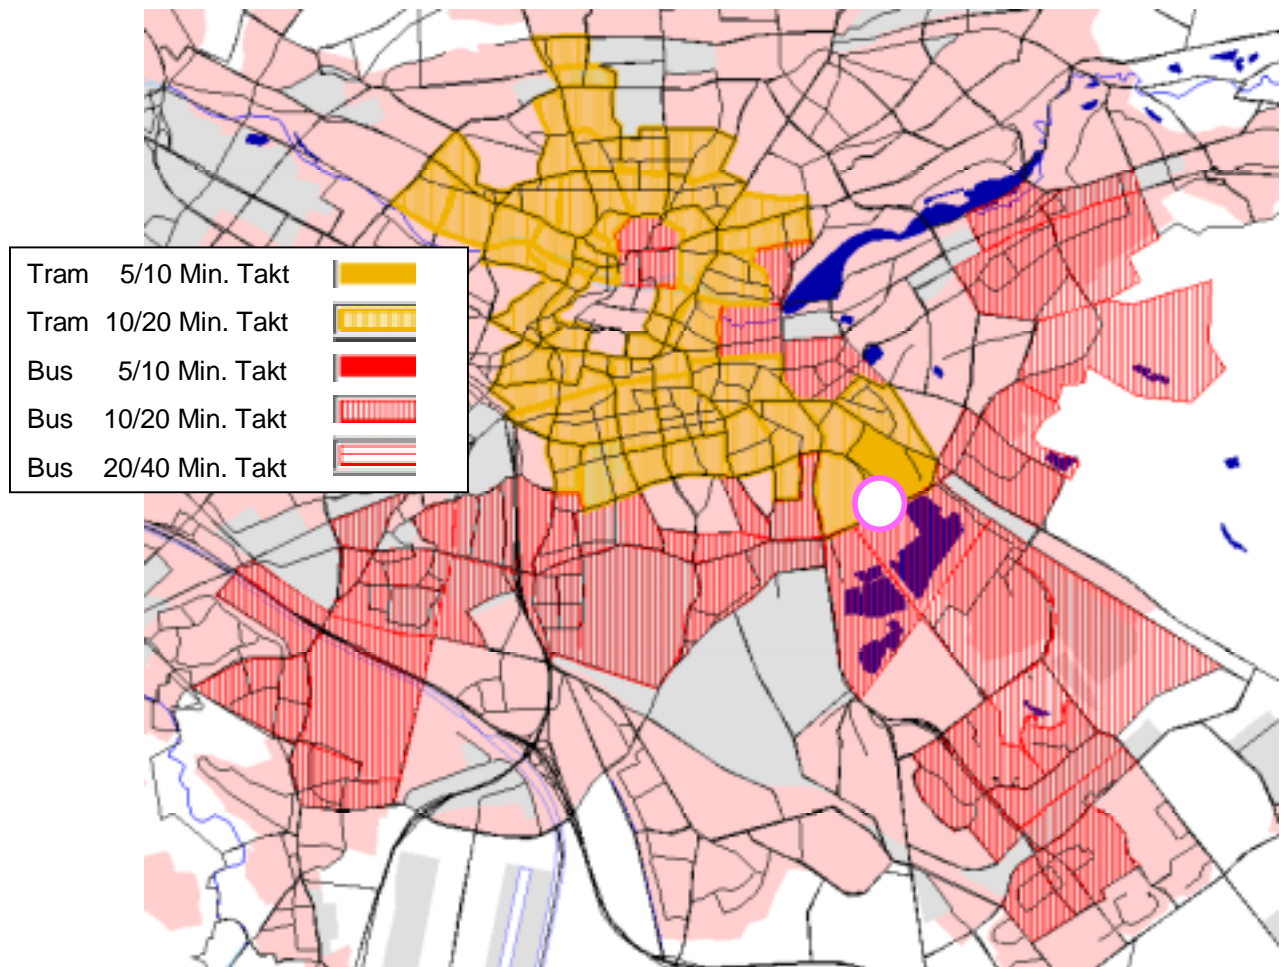 Tram 5/10 Min. Takt
Tram 10/20 Min. Takt
Bus 5/10 Min. Takt
Bus 10/20 Min. Takt
Bus 20/40 Min. Takt